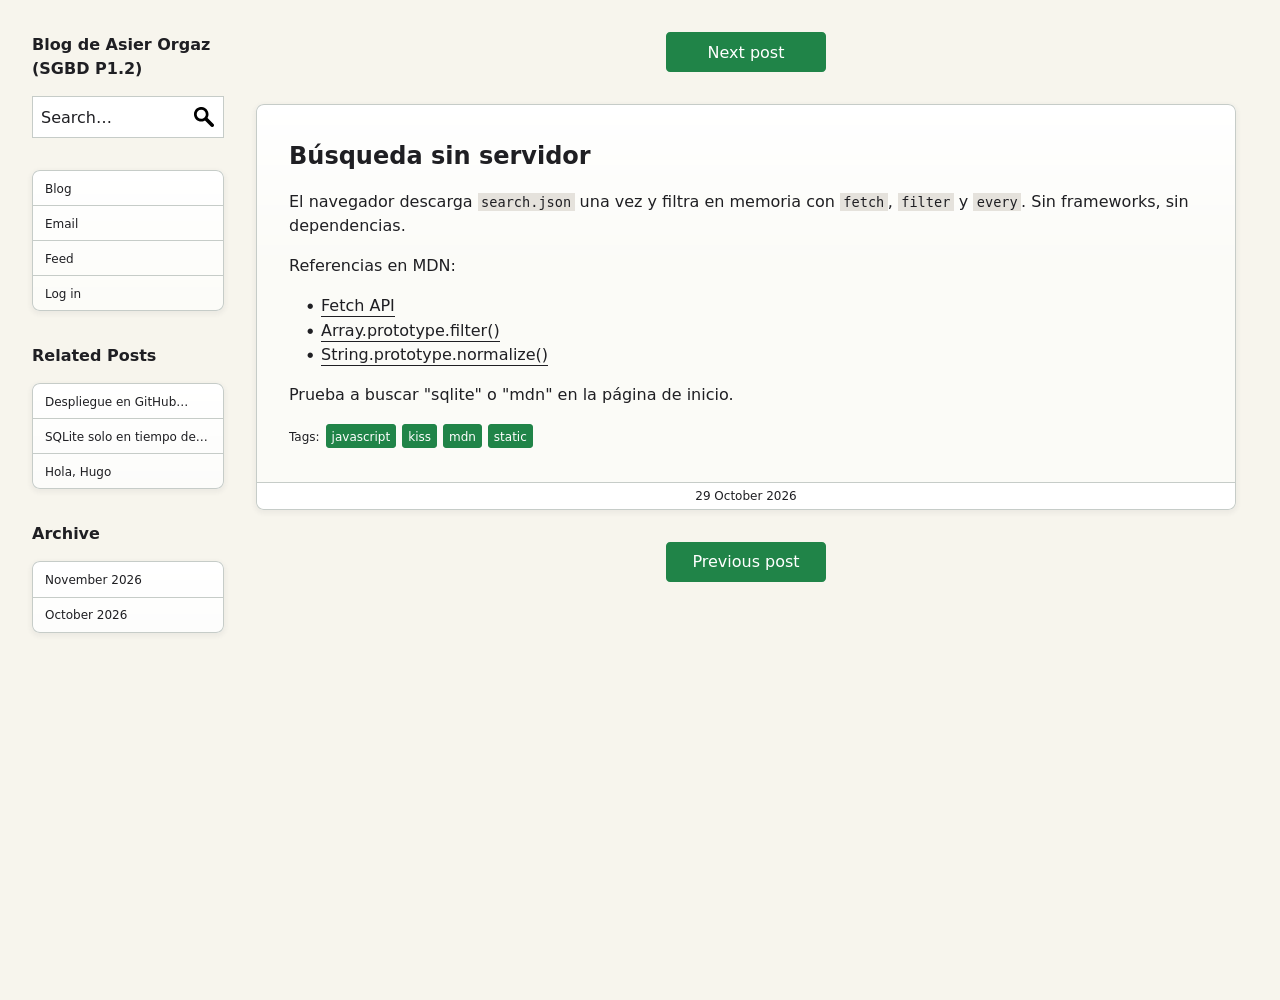 Blog de Asier Orgaz
(SGBD P1.2)
Search…
Blog
Email
Feed
Log in
Related Posts
Despliegue en GitHub…
SQLite solo en tiempo de…
Hola, Hugo
Archive
November 2026
October 2026
Next post
Búsqueda sin servidor
El navegador descarga search.json una vez y filtra en memoria con fetch, filter y every. Sin frameworks, sin
dependencias.
Referencias en MDN:
• Fetch API
• Array.prototype.filter()
• String.prototype.normalize()
Prueba a buscar "sqlite" o "mdn" en la página de inicio.
Tags: javascript kiss mdn static
29 October 2026
Previous post